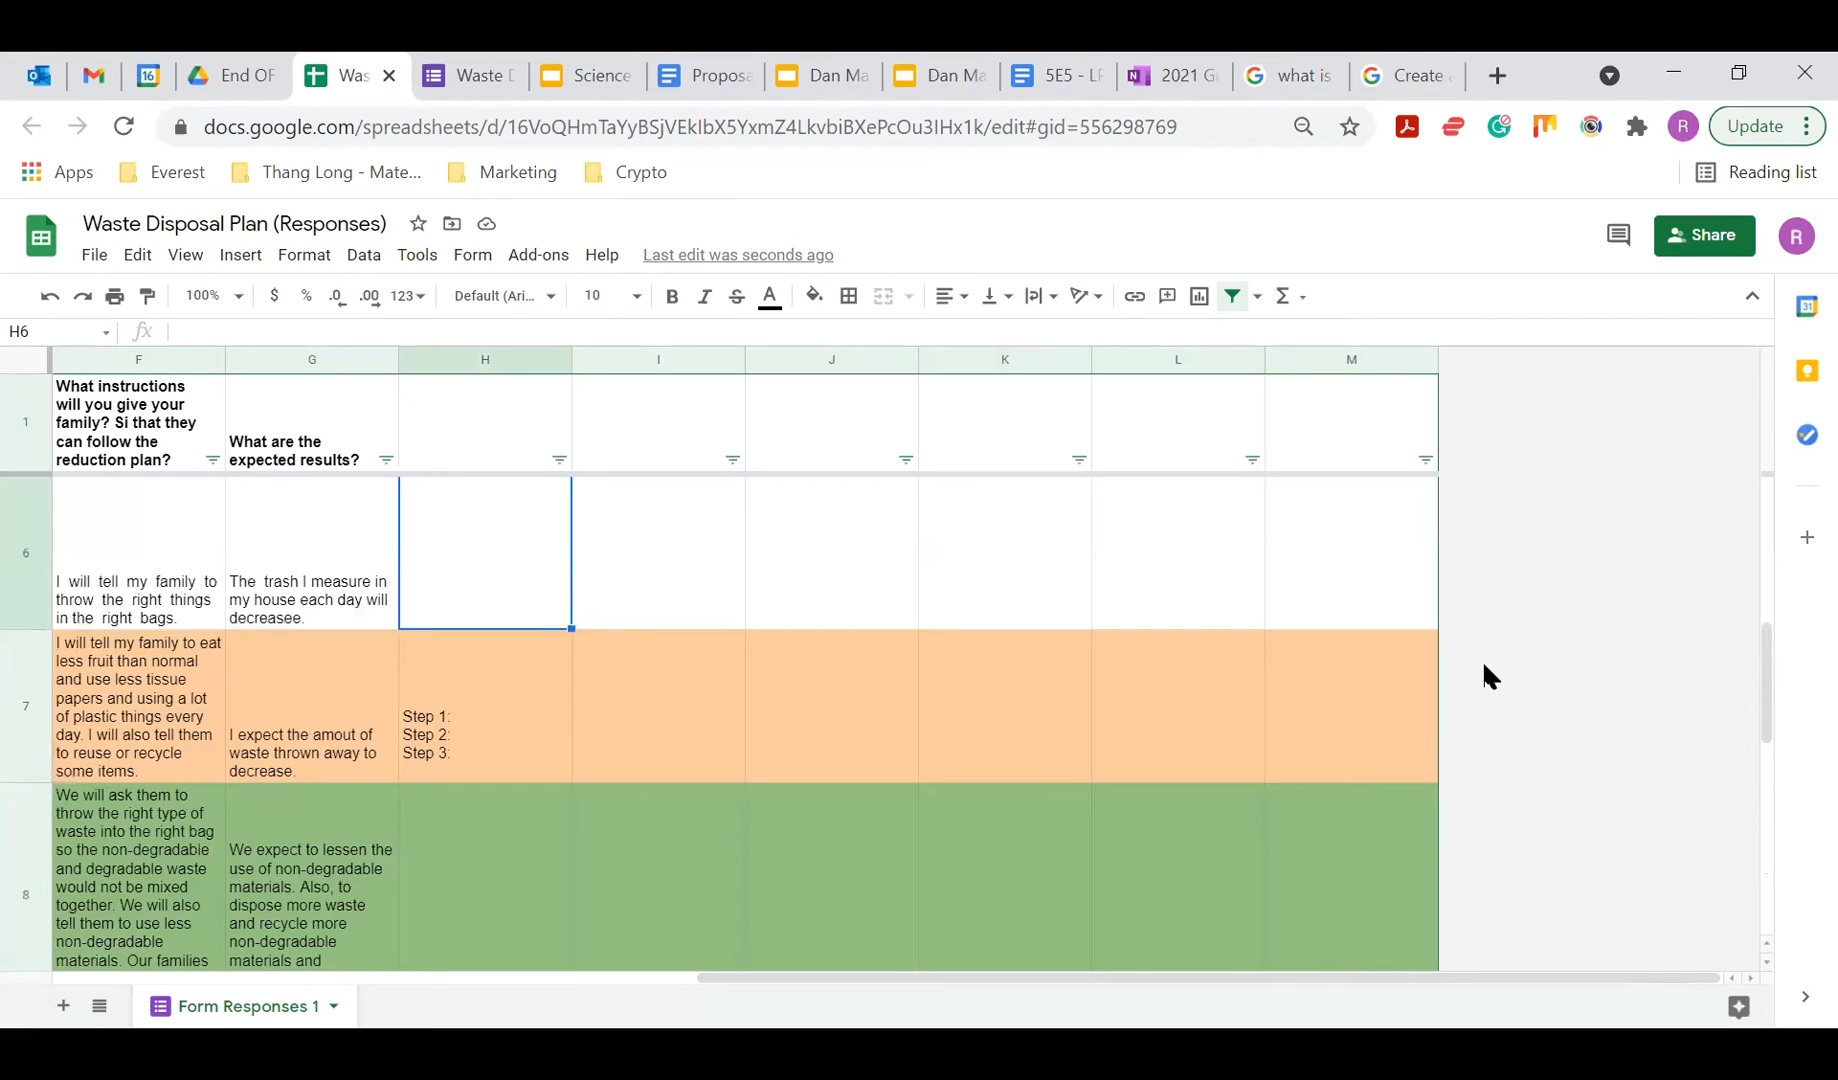 16
End OF
Was
Waste D
Science
Proposa
Dan Ma
Dan Ma
5E5 - LF
2021 G
what is
Create
docs.google.com/spreadsheets/d/16VoQHmTaYyBSjVEkIbX5YxmZ4LkvbiBXePcOu3IHx1k/edit#gid=556298769
R
Update
Apps
Everest
Thang Long - Mate...
Marketing
Crypto
Reading list
Waste Disposal Plan (Responses)
File
Edit
View
Insert
Format
Data
Tools
Form
Add-ons
Help
Last edit was seconds ago
Share
R
100%
$
%
.0
.00
123
Default (Ari...
10
B
I
S
A
Σ
31
H6
fx
F
G
H
I
J
K
L
M
1
What instructions
will you give your
family? Si that they
can follow the
reduction plan?
What are the
expected results?
6
I will tell my family to
throw the right things
in the right bags.
The trash I measure in
my house each day will
decreasee.
7
I will tell my family to eat
less fruit than normal
and use less tissue
papers and using a lot
of plastic things every
day. I will also tell them
to reuse or recycle
some items.
I expect the amout of
waste thrown away to
decrease.
Step 1:
Step 2:
Step 3:
8
We will ask them to
throw the right type of
waste into the right bag
so the non-degradable
and degradable waste
would not be mixed
together. We will also
tell them to use less
non-degradable
materials. Our families
We expect to lessen the
use of non-degradable
materials. Also, to
dispose more waste
and recycle more
non-degradable
materials and
Form Responses 1